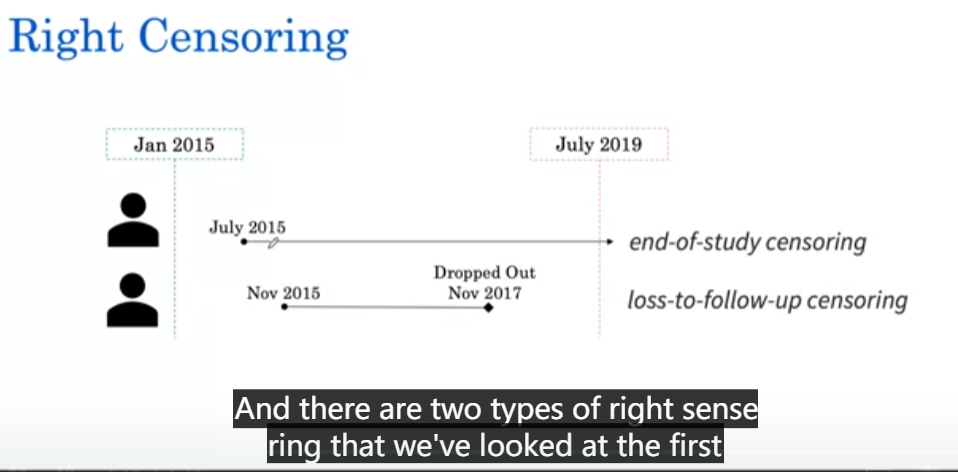 Right Censoring
Jan 2015
July 2019
July 2015
end-of-study censoring
Dropped Out
Nov 2015
Nov 2017
loss-to-follow-up censoring
And there are two types of right sense
ring that we've looked at the first